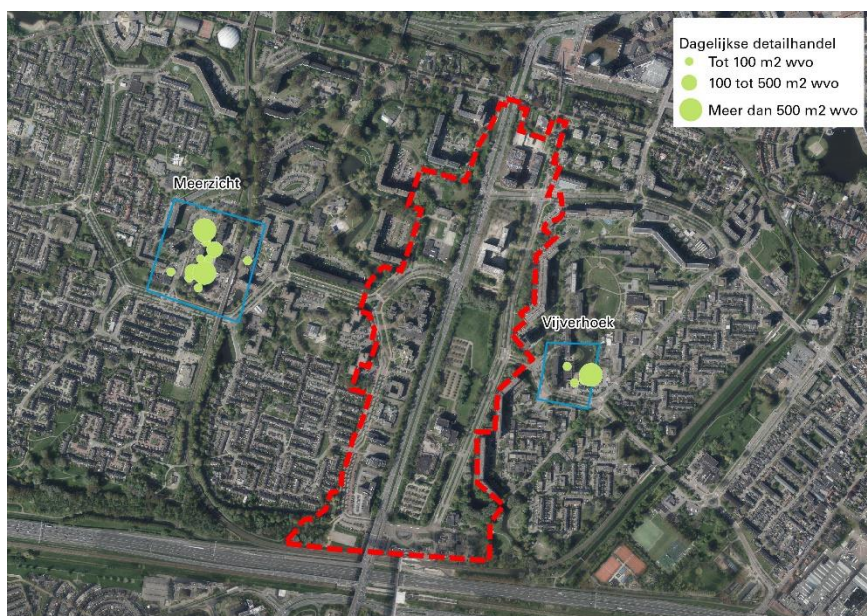 Dagelijkse detailhandel
Tot 100 m2 wvo
100 tot 500 m2 wvo
Meer dan 500 m2 wvo
Meerzicht
Vijverhoek